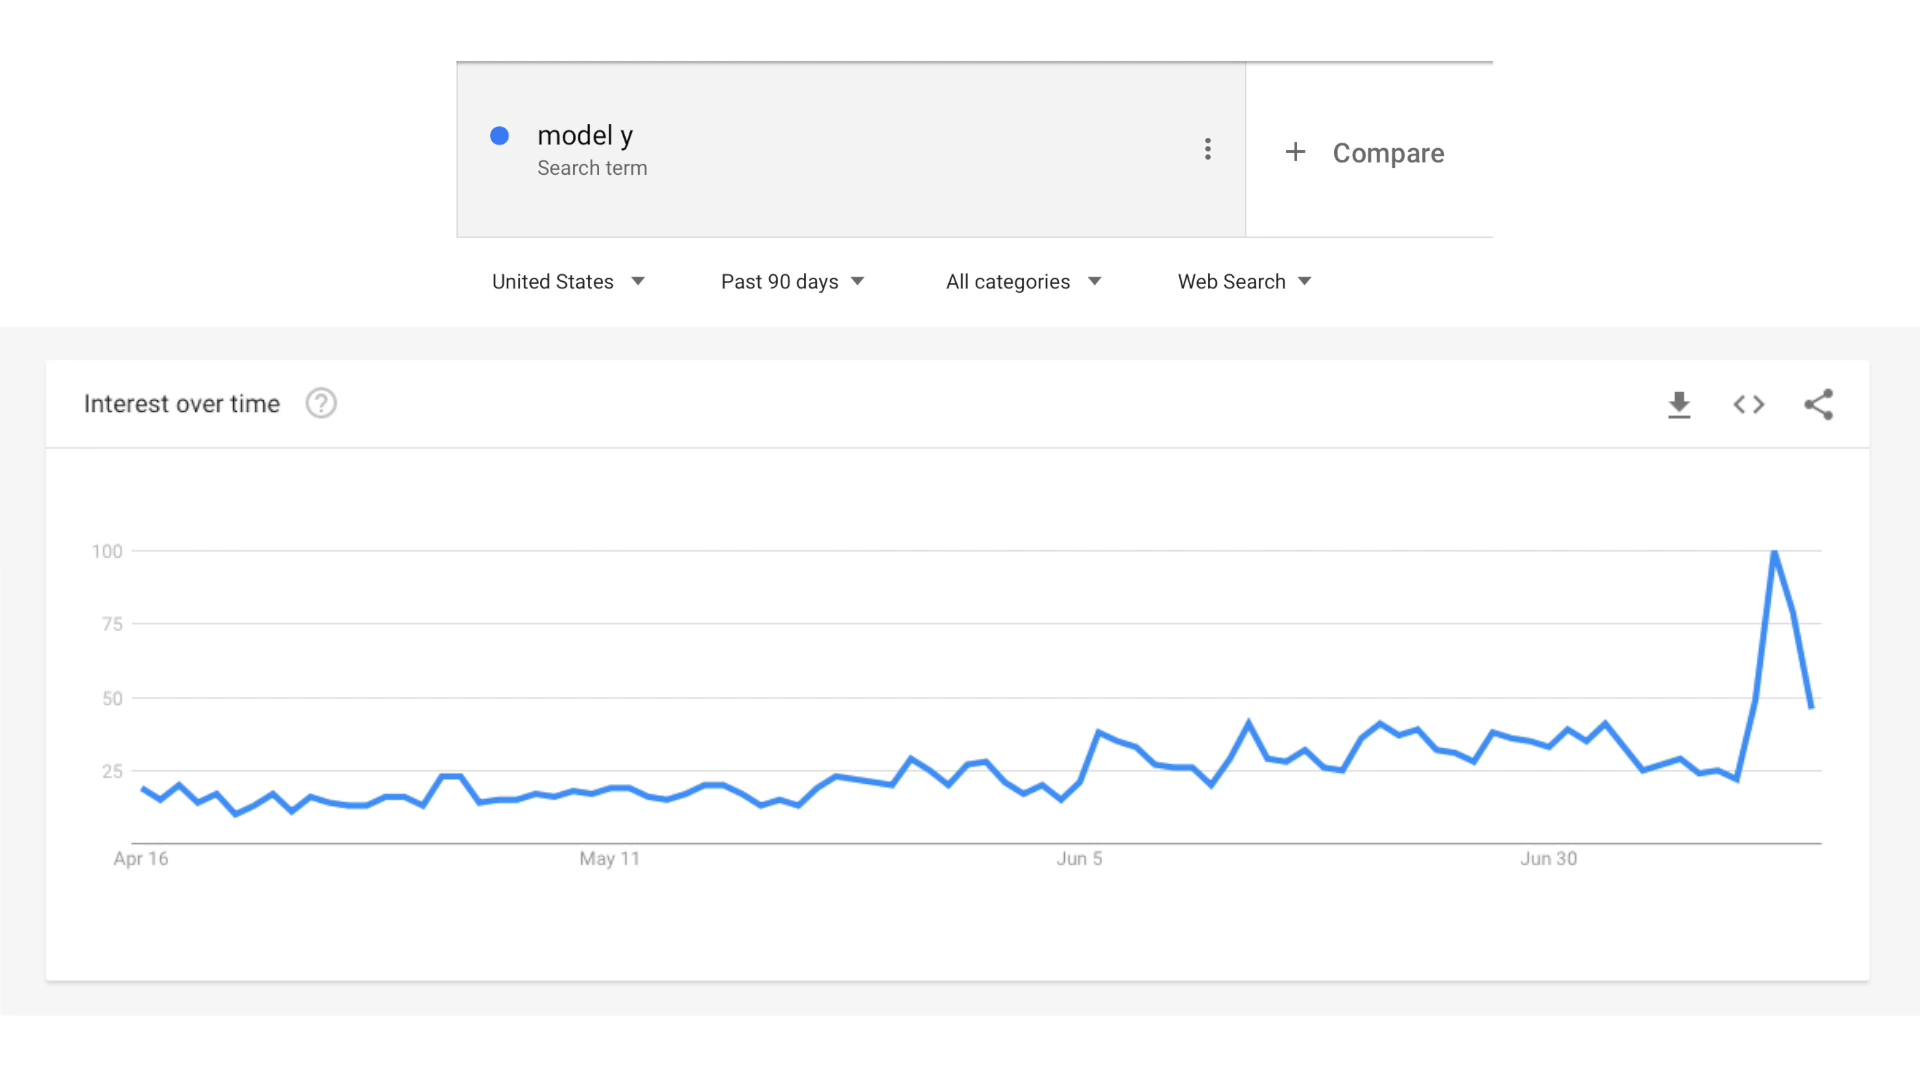 model y
Search term
+ Compare
United States
Past 90 days
All categories
Web Search
Interest over time ?
100
75
50
25
Apr 16
May 11
Jun 5
Jun 30